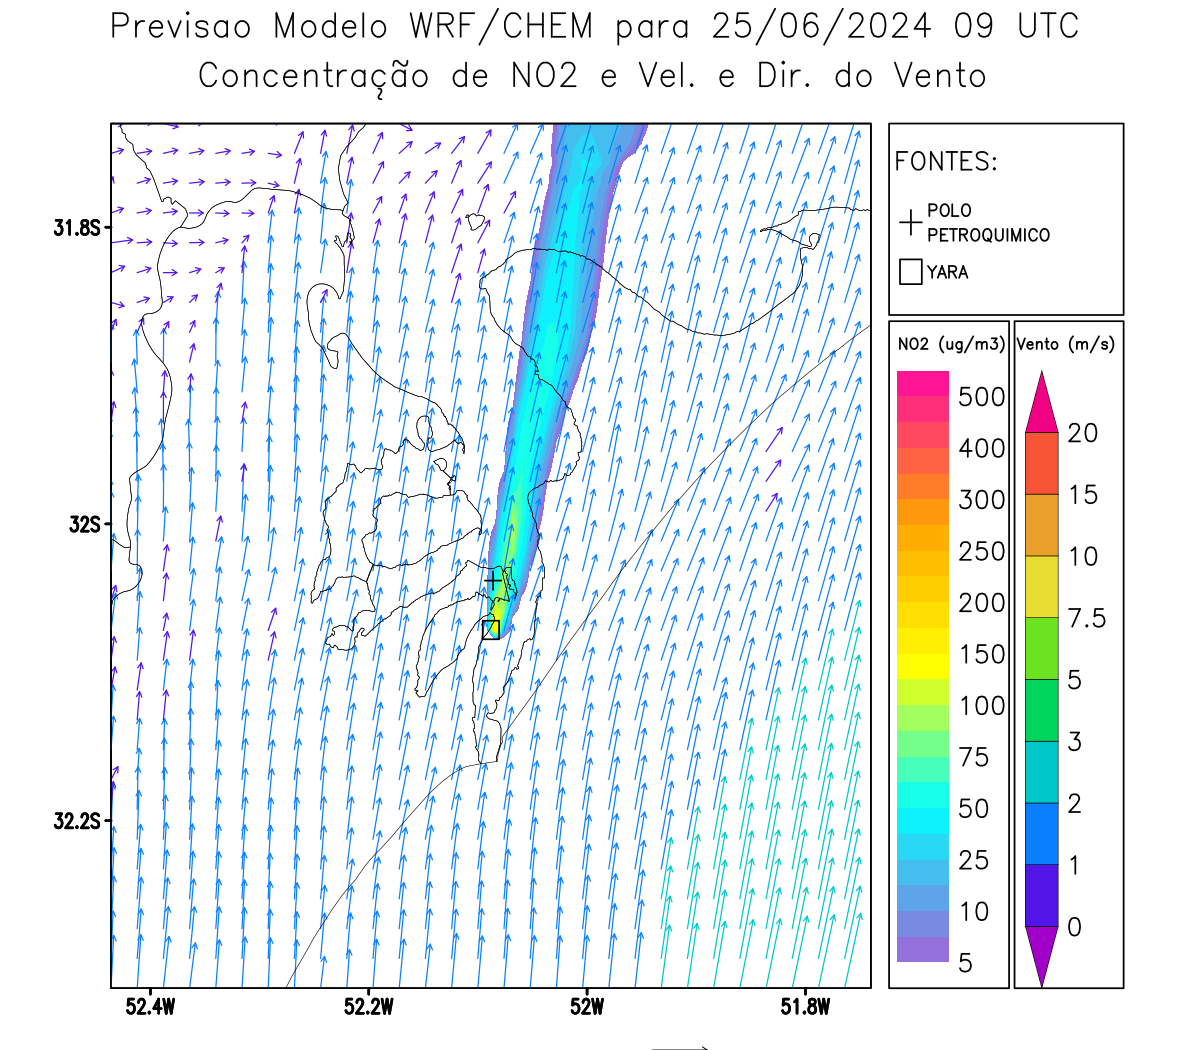 Previsao Modelo WRF/CHEM para 25/06/2024 09 UTC
Concentração de NO2 e Vel. e Dir. do Vento
FONTES:
POLO
PETROQUIMICO
YARA
NO2 (ug/m3)
500
400
300
250
200
150
100
75
50
25
10
5
Vento (m/s)
20
15
10
7.5
5
3
2
1
0
31.8S
32S
32.2S
52.4W
52.2W
52W
51.8W